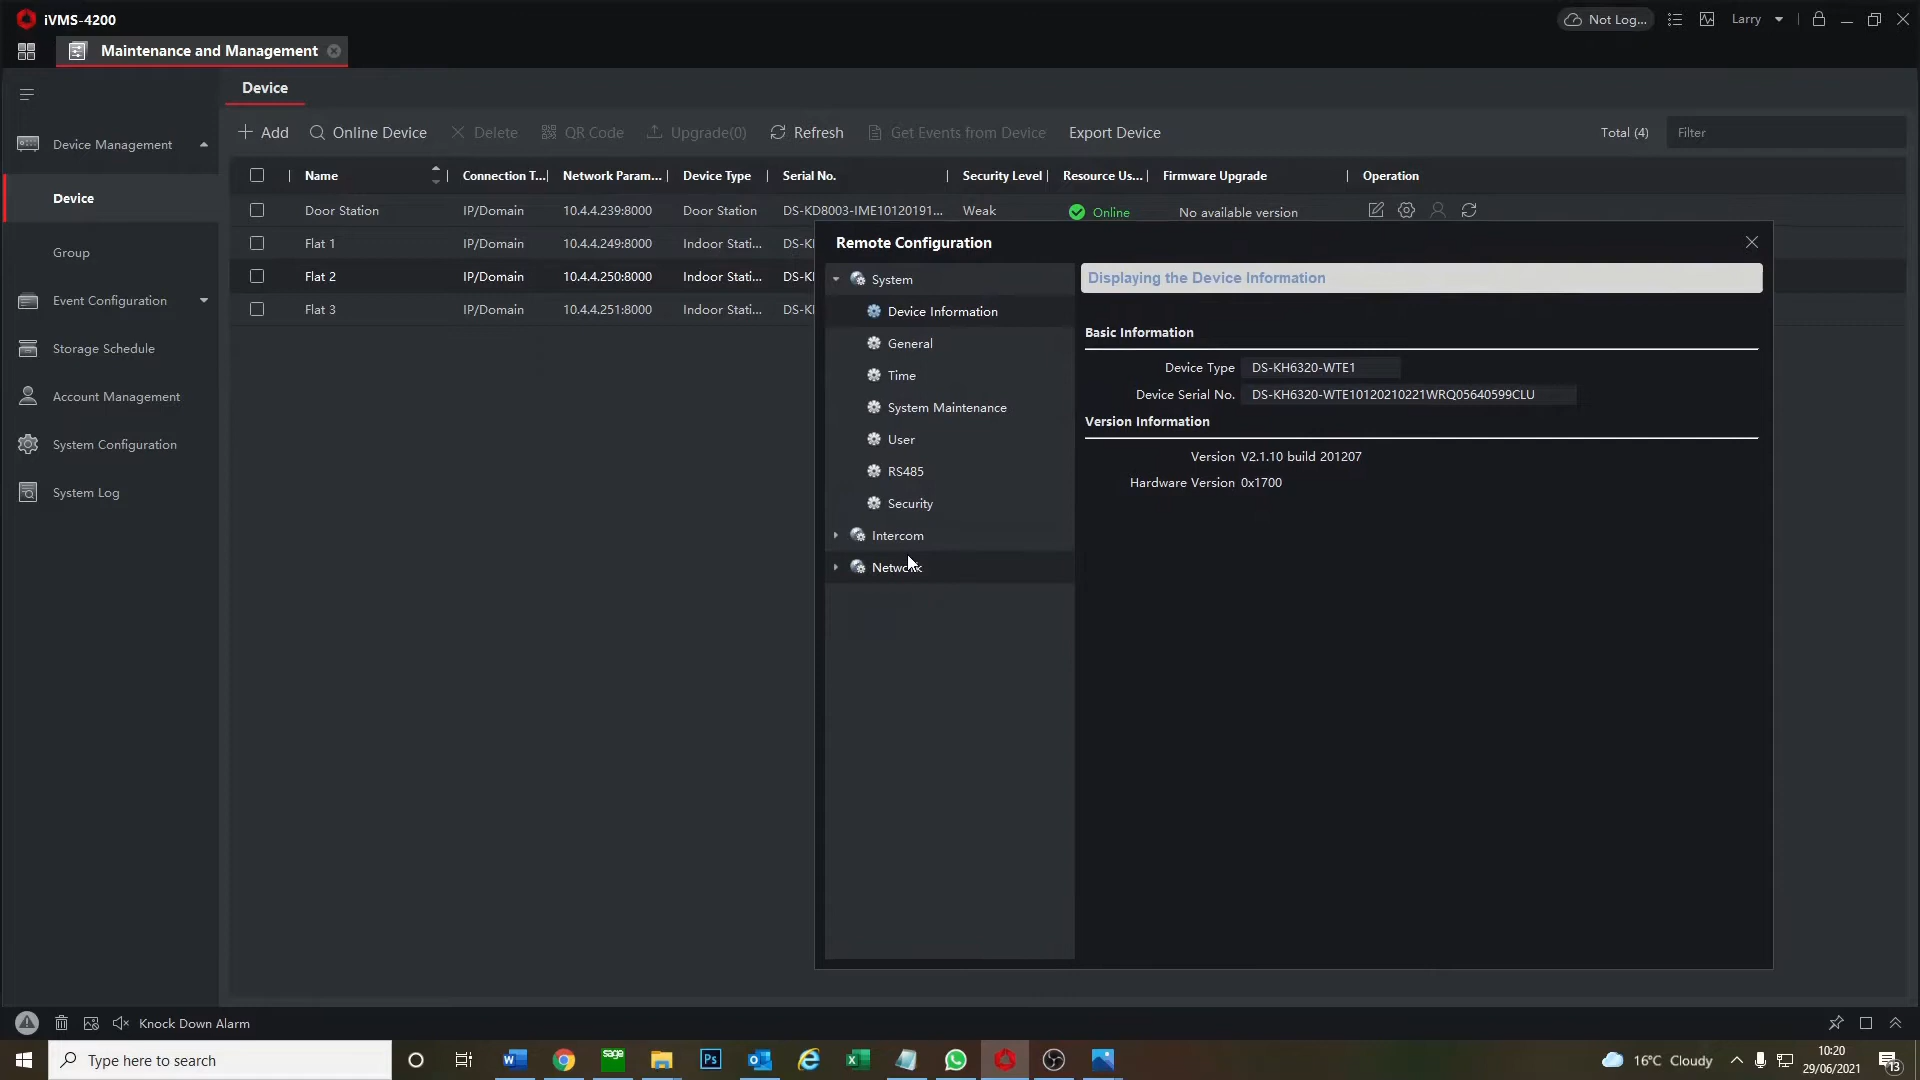 iVMS-4200
Not Log...
Larry
Maintenance and Management
Device
Add
Online Device
Delete
QR Code
Upgrade(0)
Refresh
Get Events from Device
Export Device
Total (4)
Filter
Device Management
Device
Group
Event Configuration
Storage Schedule
Account Management
System Configuration
System Log
Name Connection T... Network Param... Device Type Serial No. Security Level Resource Us... Firmware Upgrade Operation
Door Station IP/Domain 10.4.4.239:8000 Door Station DS-KD8003-IME10120191... Weak Online No available version
Flat 1 IP/Domain 10.4.4.249:8000 Indoor Stati...
Flat 2 IP/Domain 10.4.4.250:8000 Indoor Stati...
Flat 3 IP/Domain 10.4.4.251:8000 Indoor Stati...
Remote Configuration
System
Device Information
General
Time
System Maintenance
User
RS485
Security
Intercom
Network
Displaying the Device Information
Basic Information
Device Type DS-KH6320-WTE1
Device Serial No. DS-KH6320-WTE10120210221WRQ05640599CLU
Version Information
Version V2.1.10 build 201207
Hardware Version 0x1700
Knock Down Alarm
Type here to search
sage
Ps
16°C Cloudy
10:20
29/06/2021
13